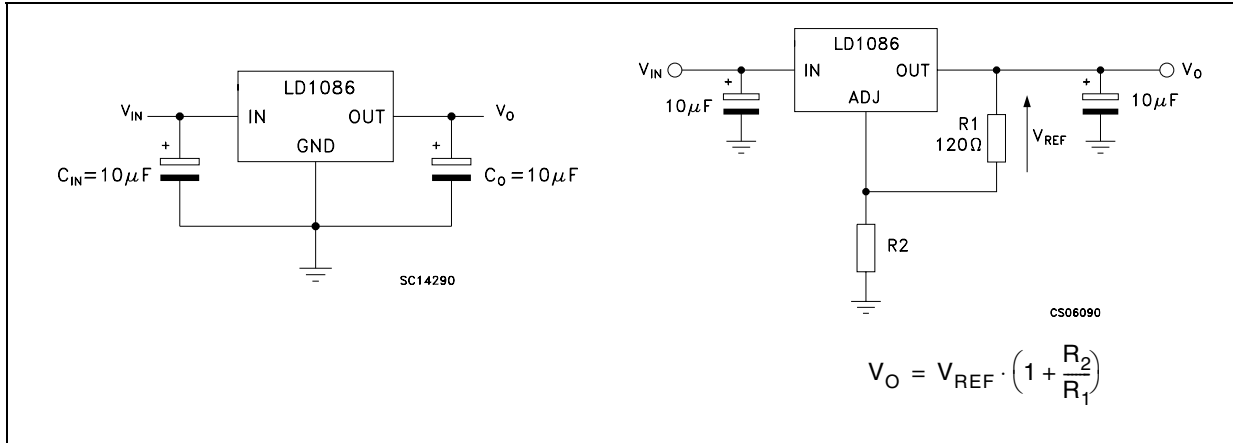 LD1086
V_IN
IN
OUT
V_O
GND
+
+
C_IN=10μF
C_O=10μF
SC14290
LD1086
V_IN
IN
OUT
V_O
ADJ
+
10μF
R1
120Ω
V_REF
+
10μF
R2
CS06090
V_O = V_REF · (1 + R_2/R_1)